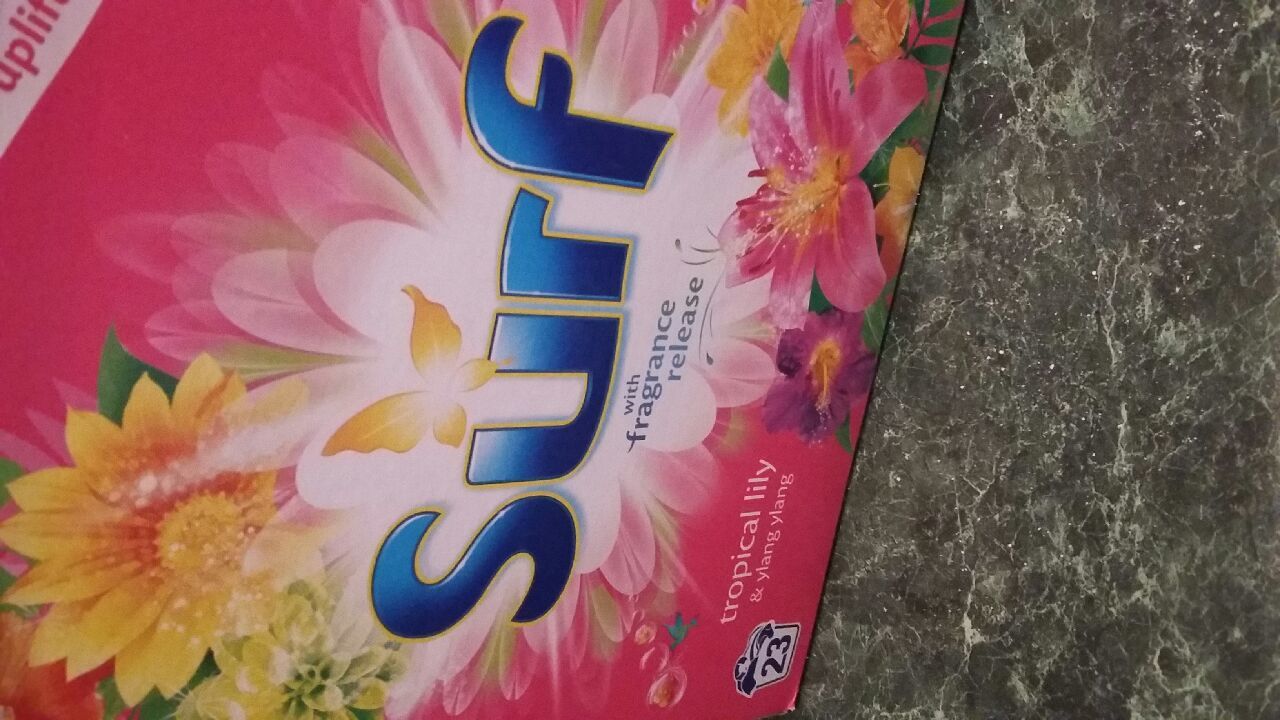 Surf
with
fragrance
release
tropical lily
& ylang ylang
23